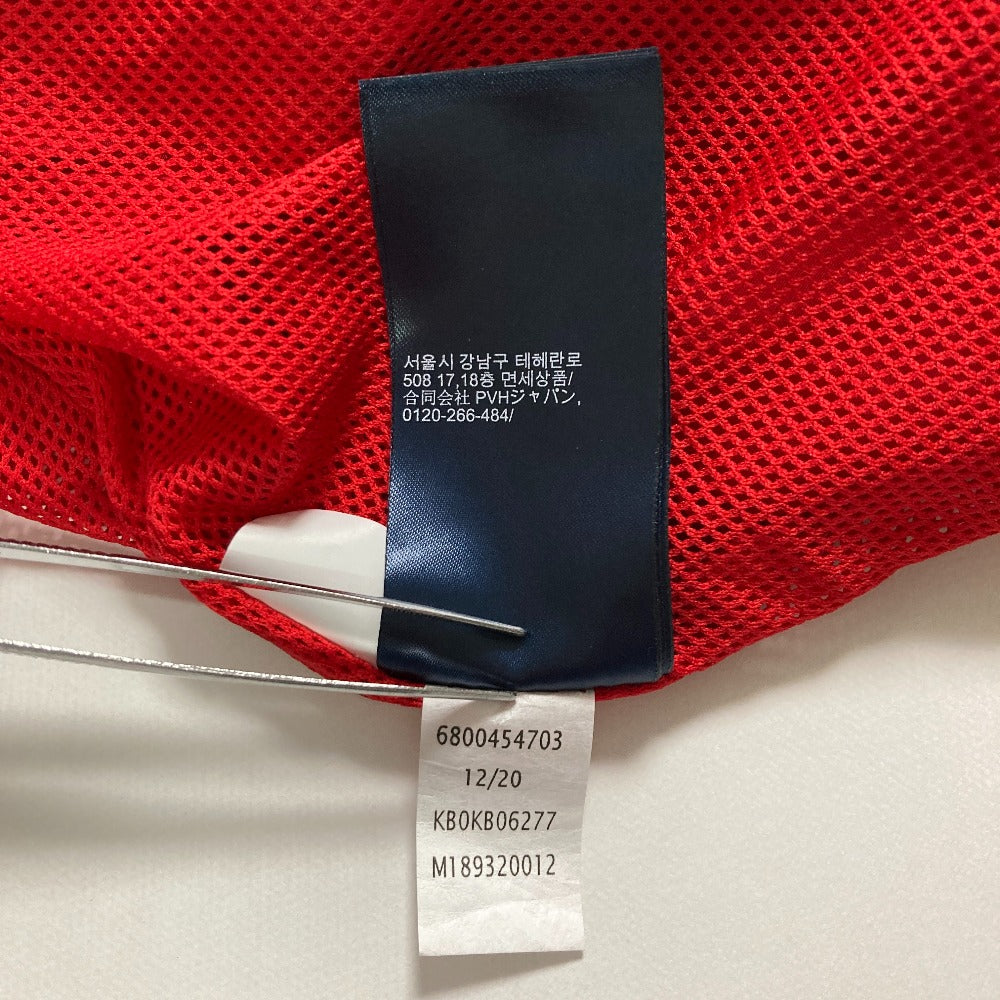 서울시 강남구 테헤란로
508 17,18층 면세상품/
合同会社 PVHジャパン,
0120-266-484/
6800454703
12/20
KB0KB06277
M189320012